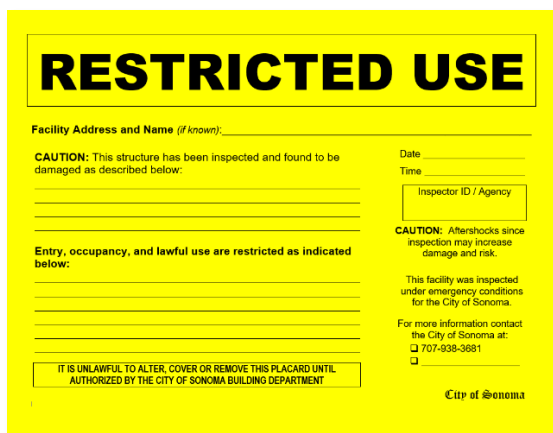 RESTRICTED USE
Facility Address and Name (if known):
CAUTION: This structure has been inspected and found to be
damaged as described below:
Entry, occupancy, and lawful use are restricted as indicated
below:
IT IS UNLAWFUL TO ALTER, COVER OR REMOVE THIS PLACARD UNTIL
AUTHORIZED BY THE CITY OF SONOMA BUILDING DEPARTMENT
Date
Time
Inspector ID / Agency
CAUTION: Aftershocks since
inspection may increase
damage and risk.
This facility was inspected
under emergency conditions
for the City of Sonoma.
For more information contact
the City of Sonoma at:
707-938-3681
City of Sonoma